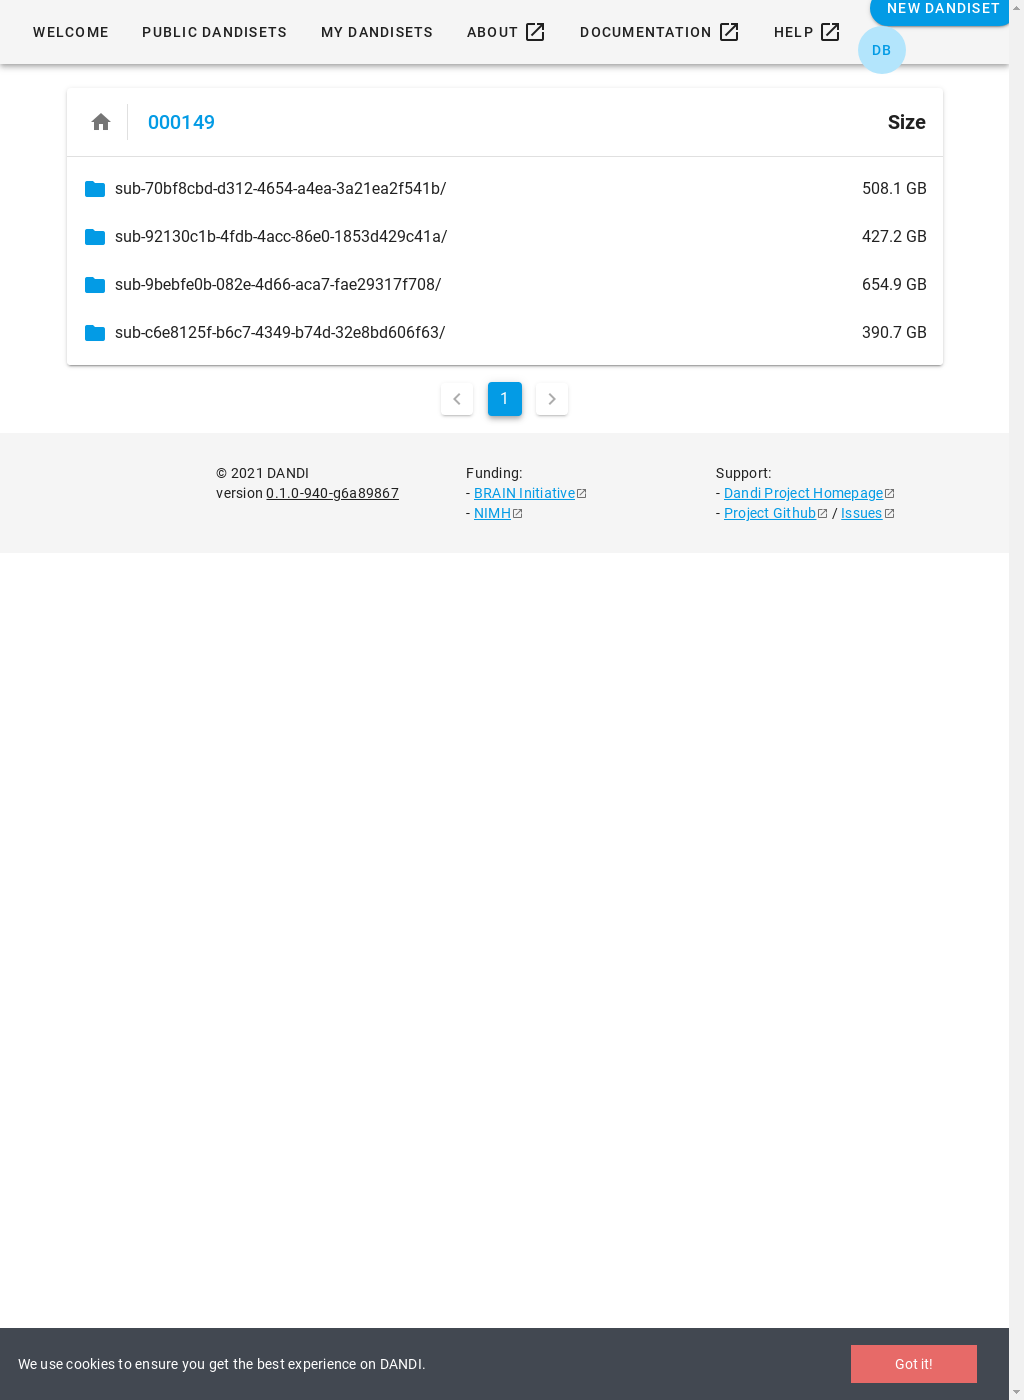 NEW DANDISET
WELCOME
PUBLIC DANDISETS
MY DANDISETS
ABOUT
DOCUMENTATION
HELP
DB
000149
Size
sub-70bf8cbd-d312-4654-a4ea-3a21ea2f541b/ 508.1 GB
sub-92130c1b-4fdb-4acc-86e0-1853d429c41a/ 427.2 GB
sub-9bebfe0b-082e-4d66-aca7-fae29317f708/ 654.9 GB
sub-c6e8125f-b6c7-4349-b74d-32e8bd606f63/ 390.7 GB
1
© 2021 DANDI
version 0.1.0-940-g6a89867
Funding:
- BRAIN Initiative
- NIMH
Support:
- Dandi Project Homepage
- Project Github / Issues
We use cookies to ensure you get the best experience on DANDI.
Got it!